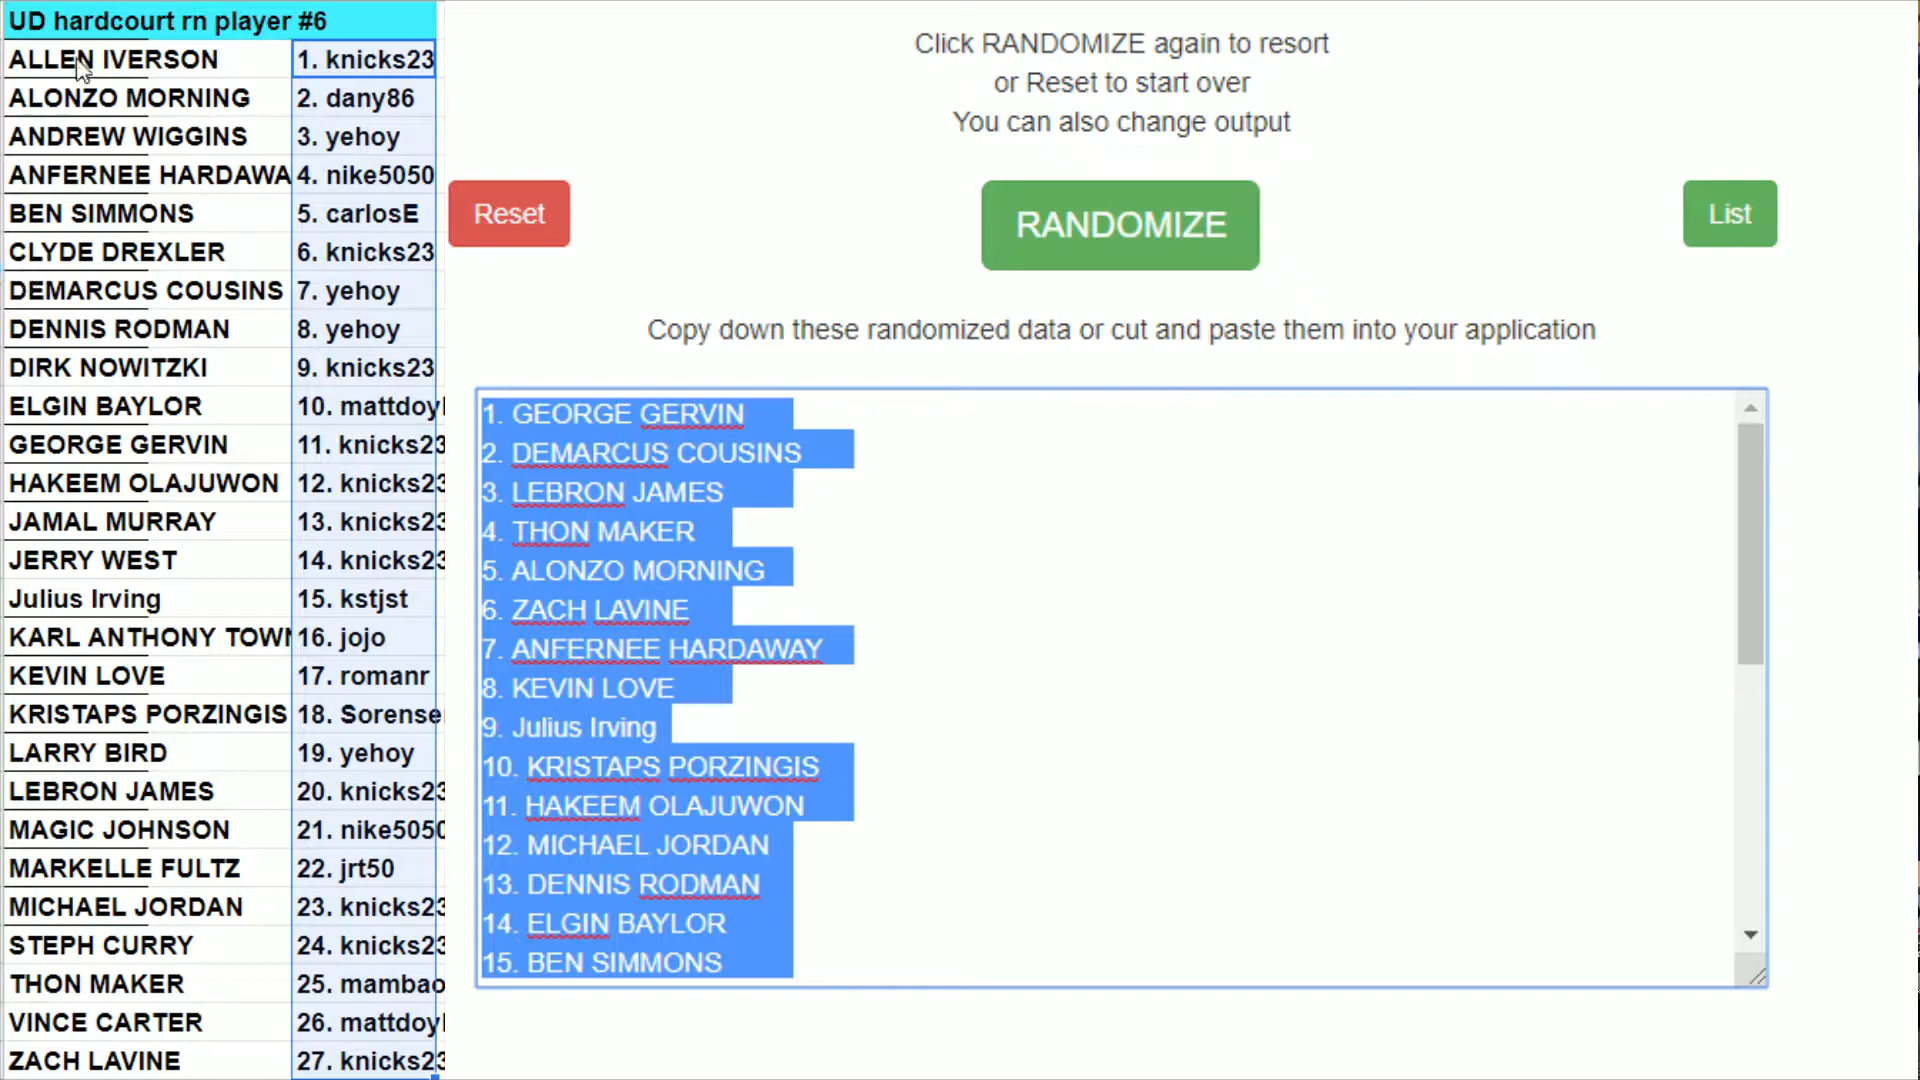 UD hardcourt rn player #6
ALLEN IVERSON 1. knicks23
ALONZO MORNING 2. dany86
ANDREW WIGGINS 3. yehoy
ANFERNEE HARDAWA 4. nike5050
BEN SIMMONS 5. carlosE
CLYDE DREXLER 6. knicks23
DEMARCUS COUSINS 7. yehoy
DENNIS RODMAN 8. yehoy
DIRK NOWITZKI 9. knicks23
ELGIN BAYLOR 10. mattdoyl
GEORGE GERVIN 11. knicks23
HAKEEM OLAJUWON 12. knicks23
JAMAL MURRAY 13. knicks23
JERRY WEST 14. knicks23
Julius Irving 15. kstjst
KARL ANTHONY TOWN 16. jojo
KEVIN LOVE 17. romanr
KRISTAPS PORZINGIS 18. Sorense
LARRY BIRD 19. yehoy
LEBRON JAMES 20. knicks23
MAGIC JOHNSON 21. nike5050
MARKELLE FULTZ 22. jrt50
MICHAEL JORDAN 23. knicks23
STEPH CURRY 24. knicks23
THON MAKER 25. mambao
VINCE CARTER 26. mattdoyl
ZACH LAVINE 27. knicks23
Click RANDOMIZE again to resort
or Reset to start over
You can also change output
Reset
RANDOMIZE
List
Copy down these randomized data or cut and paste them into your application
1. GEORGE GERVIN
2. DEMARCUS COUSINS
3. LEBRON JAMES
4. THON MAKER
5. ALONZO MORNING
6. ZACH LAVINE
7. ANFERNEE HARDAWAY
8. KEVIN LOVE
9. Julius Irving
10. KRISTAPS PORZINGIS
11. HAKEEM OLAJUWON
12. MICHAEL JORDAN
13. DENNIS RODMAN
14. ELGIN BAYLOR
15. BEN SIMMONS